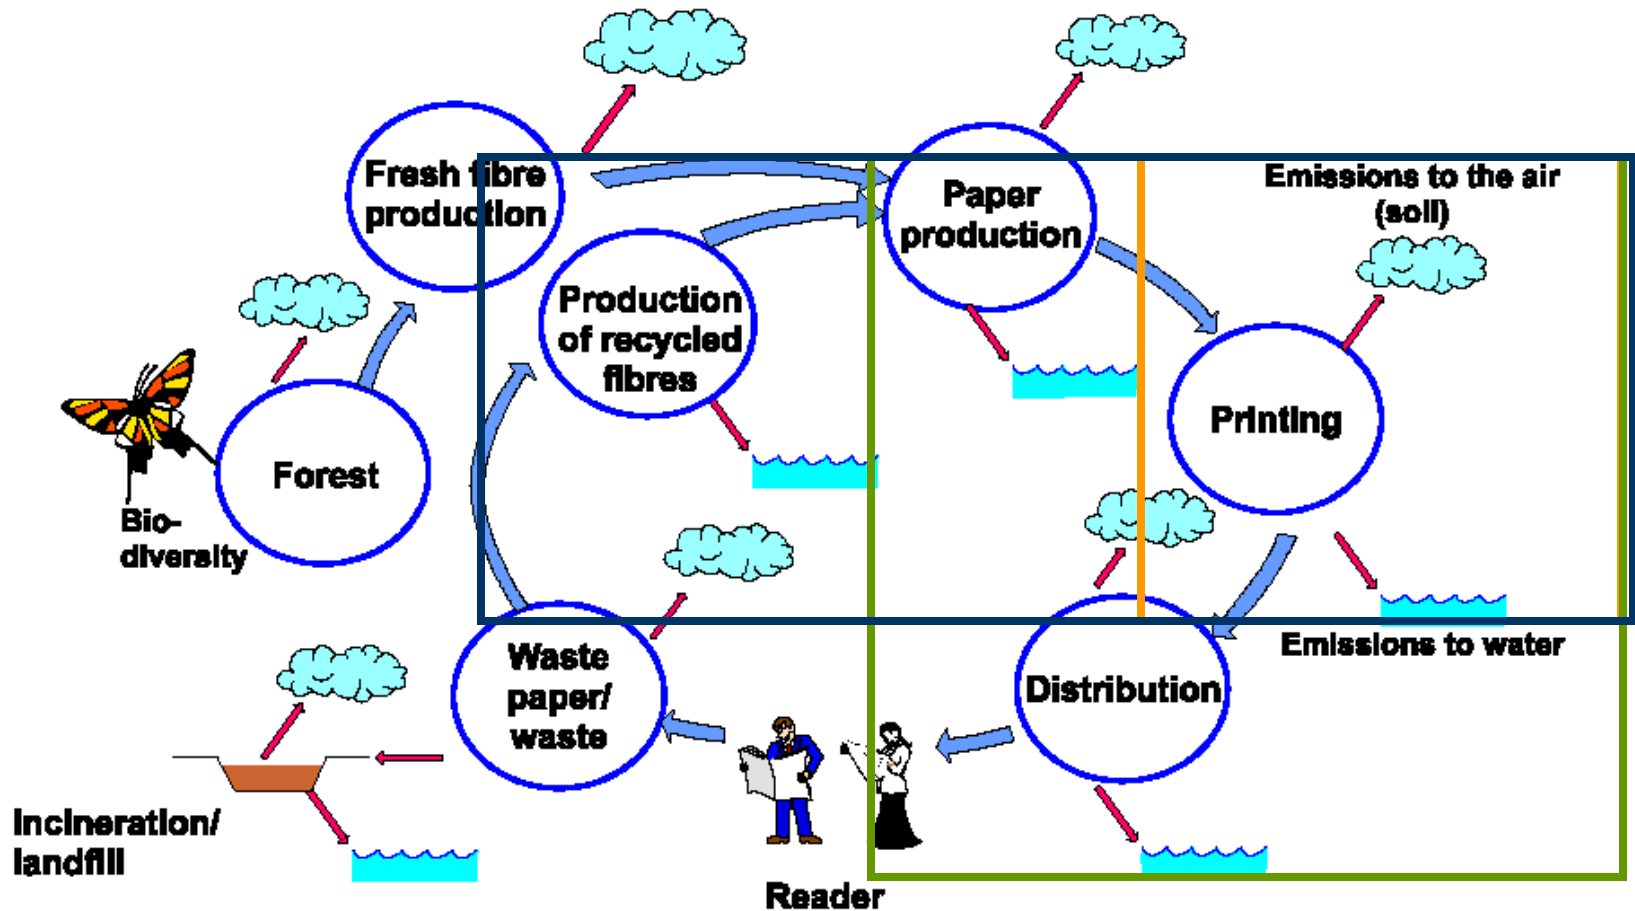 Fresh fibre
production
Paper
production
Emissions to the air
(soil)
Production
of recycled
fibres
Printing
Forest
Bio-
diversity
Waste
paper/
waste
Distribution
Emissions to water
Incineration/
landfill
Reader